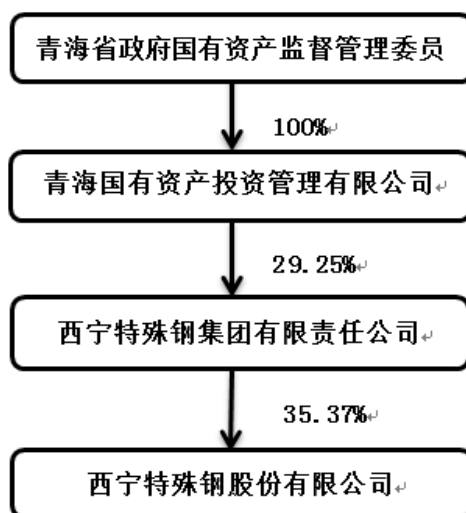 青海省政府国有资产监督管理委员
100%
青海国有资产投资管理有限公司
29.25%
西宁特殊钢集团有限责任公司
35.37%
西宁特殊钢股份有限公司